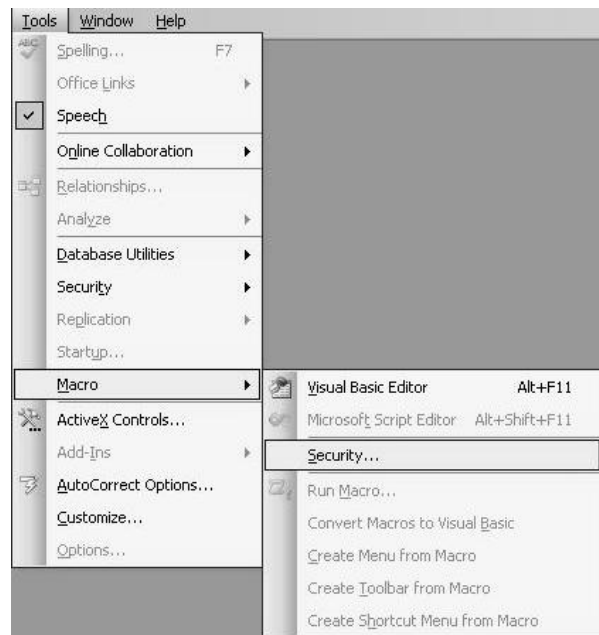 Tools Window Help
Spelling... F7
Office Links
Speech
Online Collaboration
Relationships...
Analyze
Database Utilities
Security
Replication
Startup...
Macro
ActiveX Controls...
Add-Ins
AutoCorrect Options...
Customize...
Options...
Visual Basic Editor Alt+F11
Microsoft Script Editor Alt+Shift+F11
Security...
Run Macro...
Convert Macros to Visual Basic
Create Menu from Macro
Create Toolbar from Macro
Create Shortcut Menu from Macro